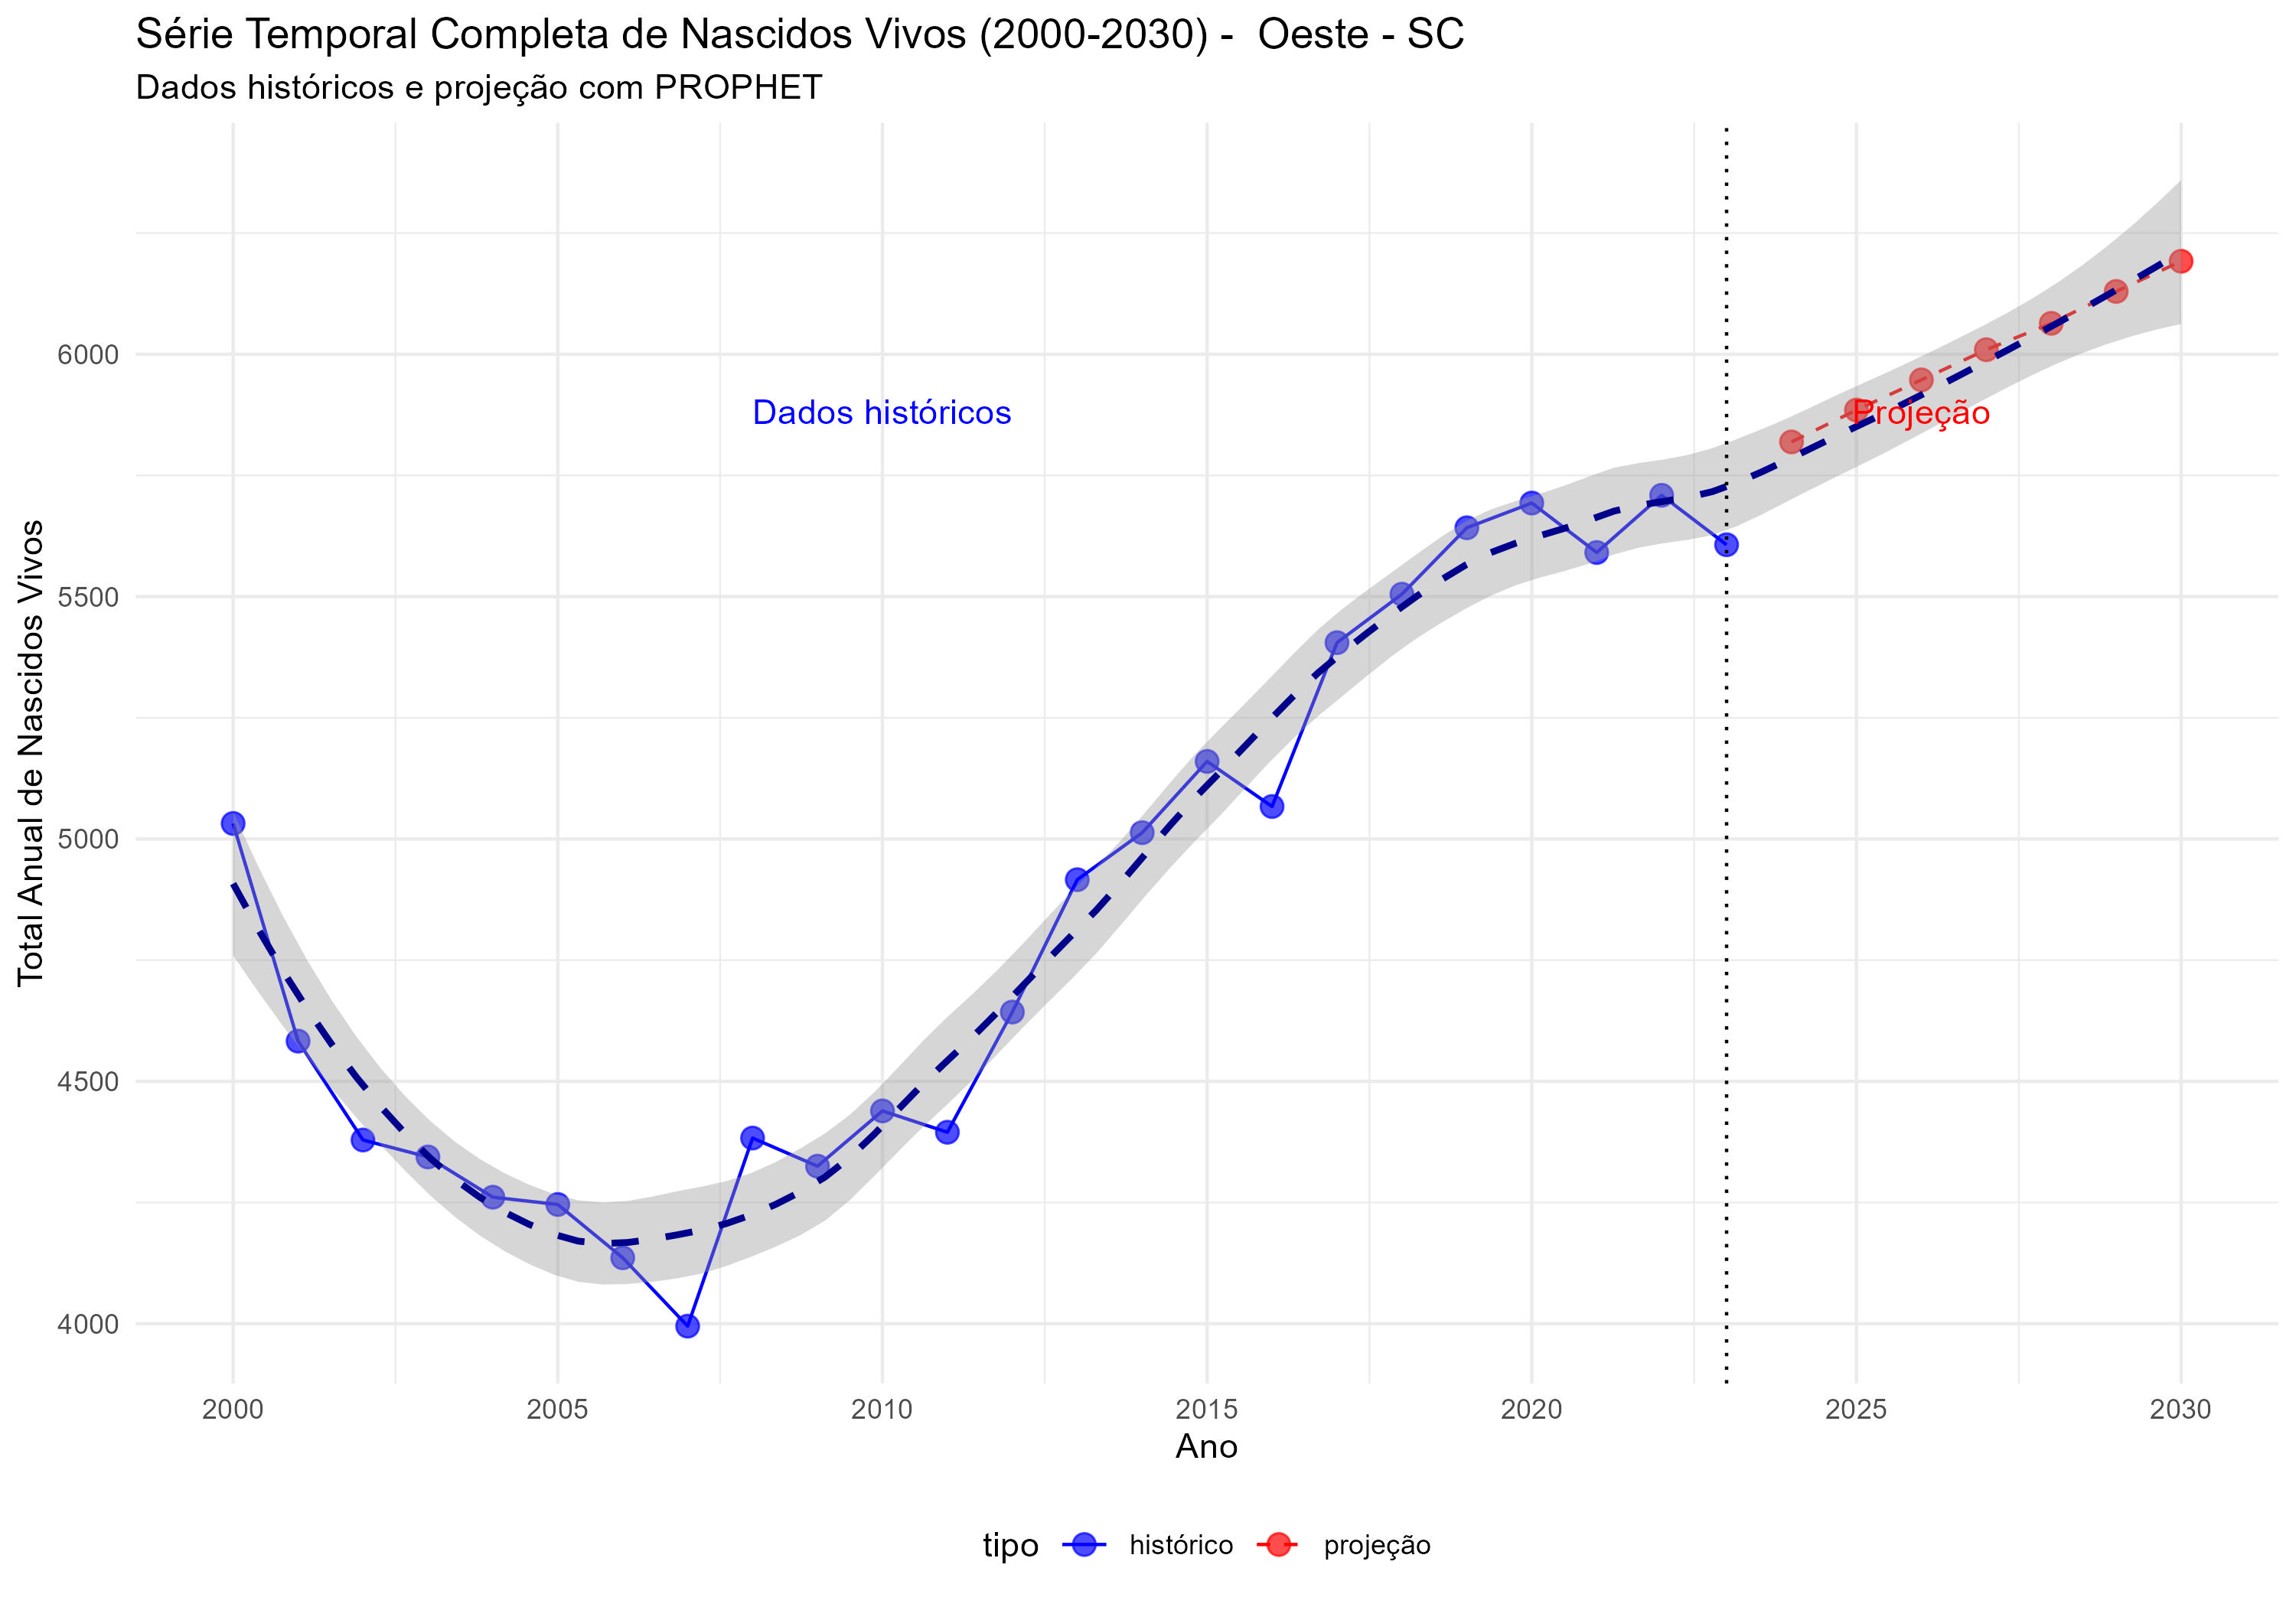 Série Temporal Completa de Nascidos Vivos (2000-2030) -  Oeste - SC
Dados históricos e projeção com PROPHET
Total Anual de Nascidos Vivos
6000
5500
5000
4500
4000
Dados históricos
Projeção
2000 2005 2010 2015 2020 2025 2030
Ano
tipo histórico projeção